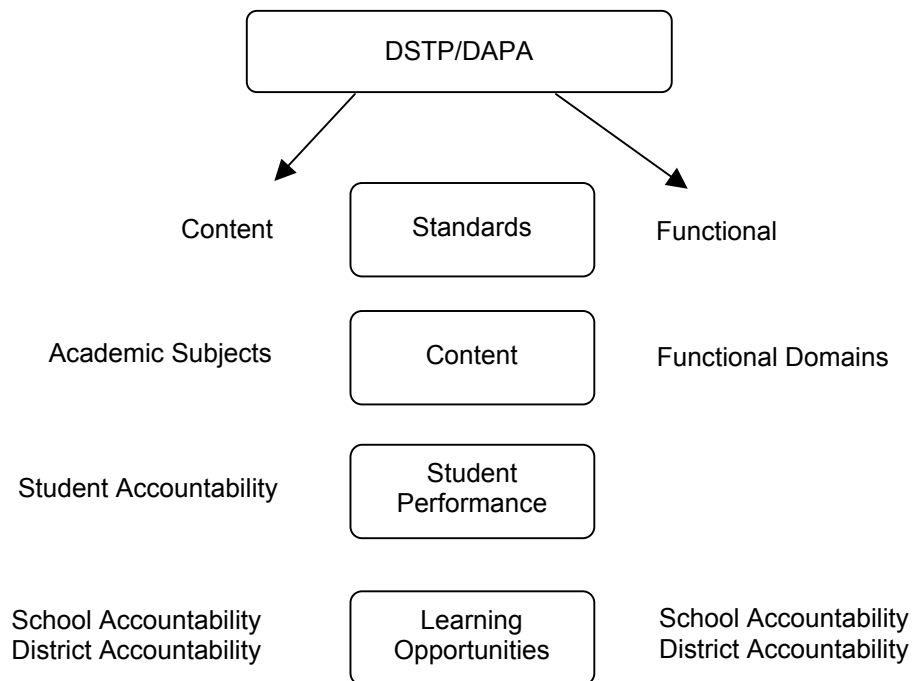 DSTP/DAPA
Content
Standards
Functional
Academic Subjects
Content
Functional Domains
Student Accountability
Student
Performance
School Accountability
District Accountability
Learning
Opportunities
School Accountability
District Accountability